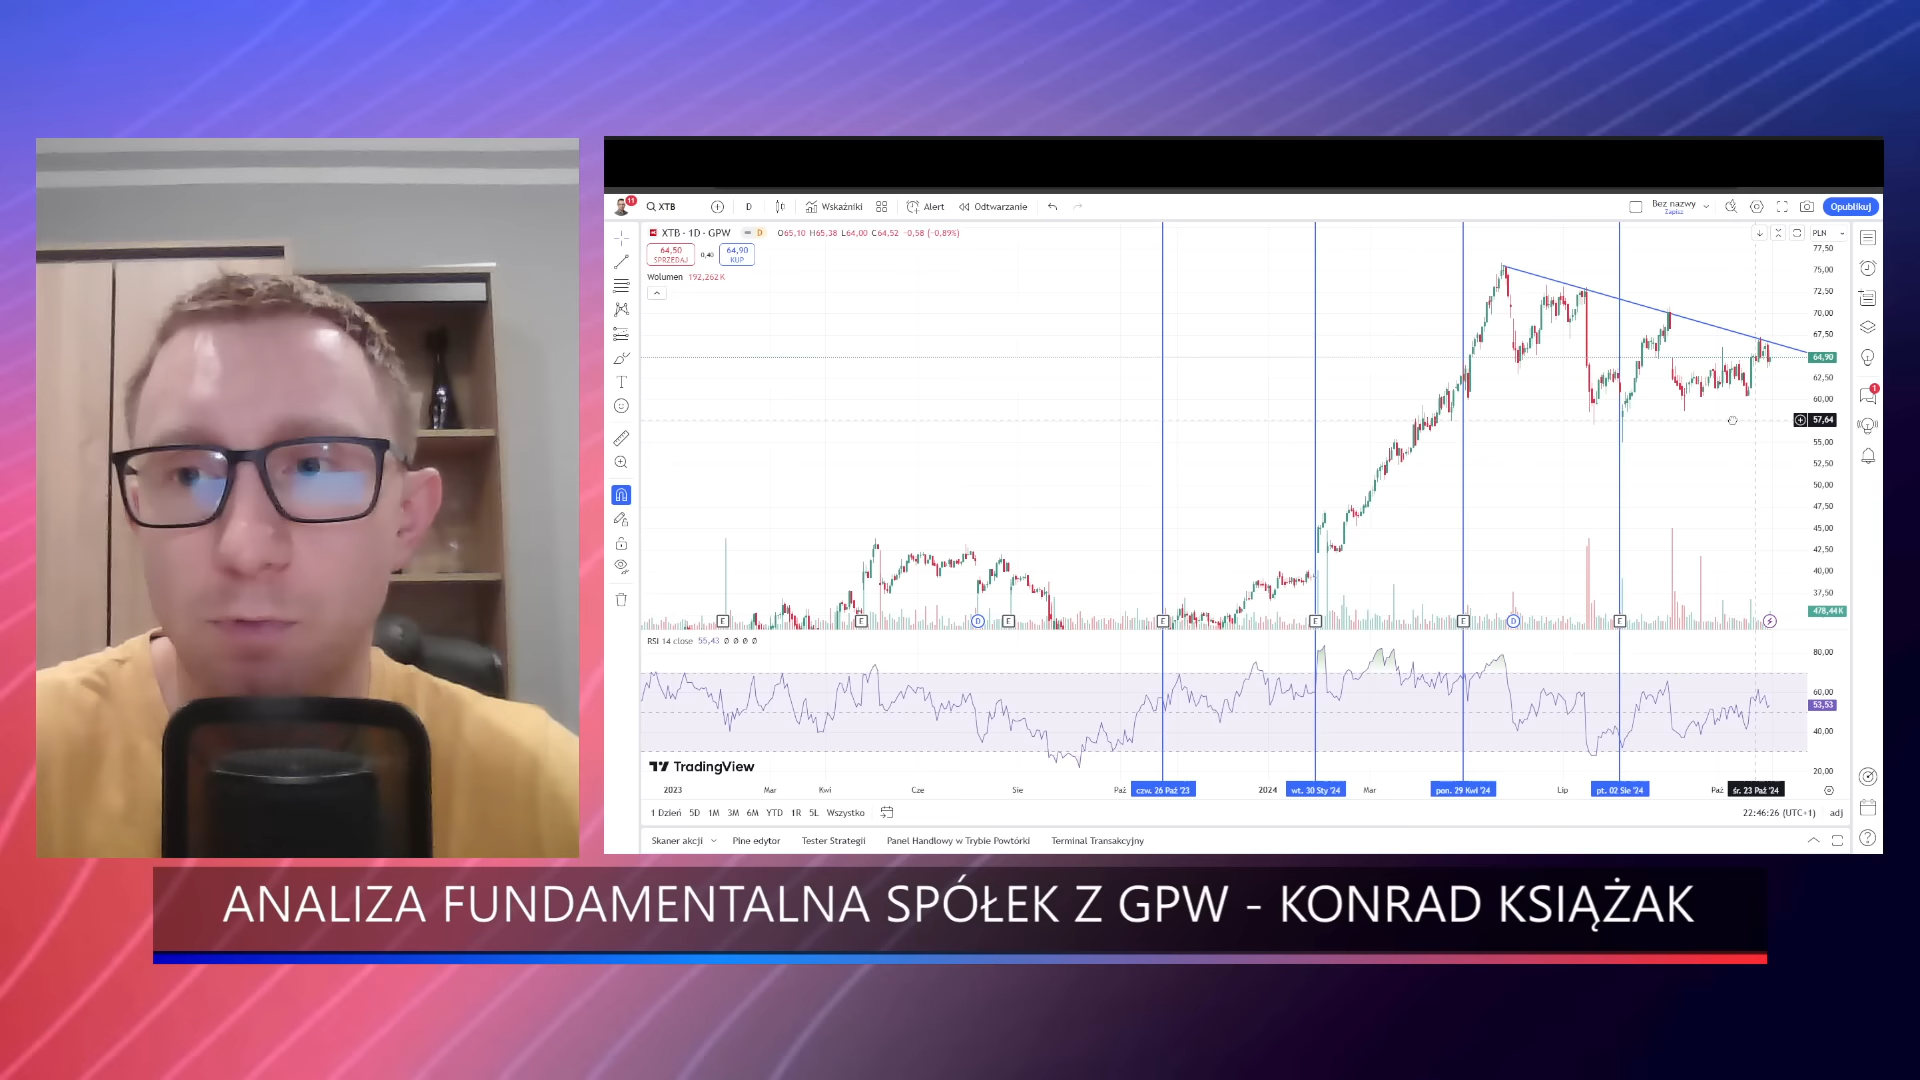 11
XTB
D
Wskaźniki
Alert
Odtwarzanie
Bez nazwy
Zapisz
Opublikuj
XTB · 1D · GPW
D
O65,10 H65,38 L64,00 C64,52 −0,58 (−0,89%)
PLN
64,50
SPRZEDAJ
0,40
64,90
KUP
Wolumen 192,262K
77,50
75,00
72,50
70,00
67,50
64,90
62,50
60,00
57,64
55,00
52,50
50,00
47,50
45,00
42,50
40,00
37,50
478,44K
1
E
E
D
E
E
E
E
D
E
RSI 14 close 55,43 Ø Ø Ø Ø
80,00
60,00
53,53
40,00
20,00
TradingView
2023
Mar
Kwi
Cze
Sie
Paź
czw. 26 Paź '23
2024
wt. 30 Sty '24
Mar
pon. 29 Kwi '24
Lip
pt. 02 Sie '24
Paź
śr. 23 Paź '24
1 Dzień 5D 1M 3M 6M YTD 1R 5L Wszystko
22:46:26 (UTC+1)
adj
Skaner akcji
Pine edytor
Tester Strategii
Panel Handlowy w Trybie Powtórki
Terminal Transakcyjny
ANALIZA FUNDAMENTALNA SPÓŁEK Z GPW - KONRAD KSIĄŻAK